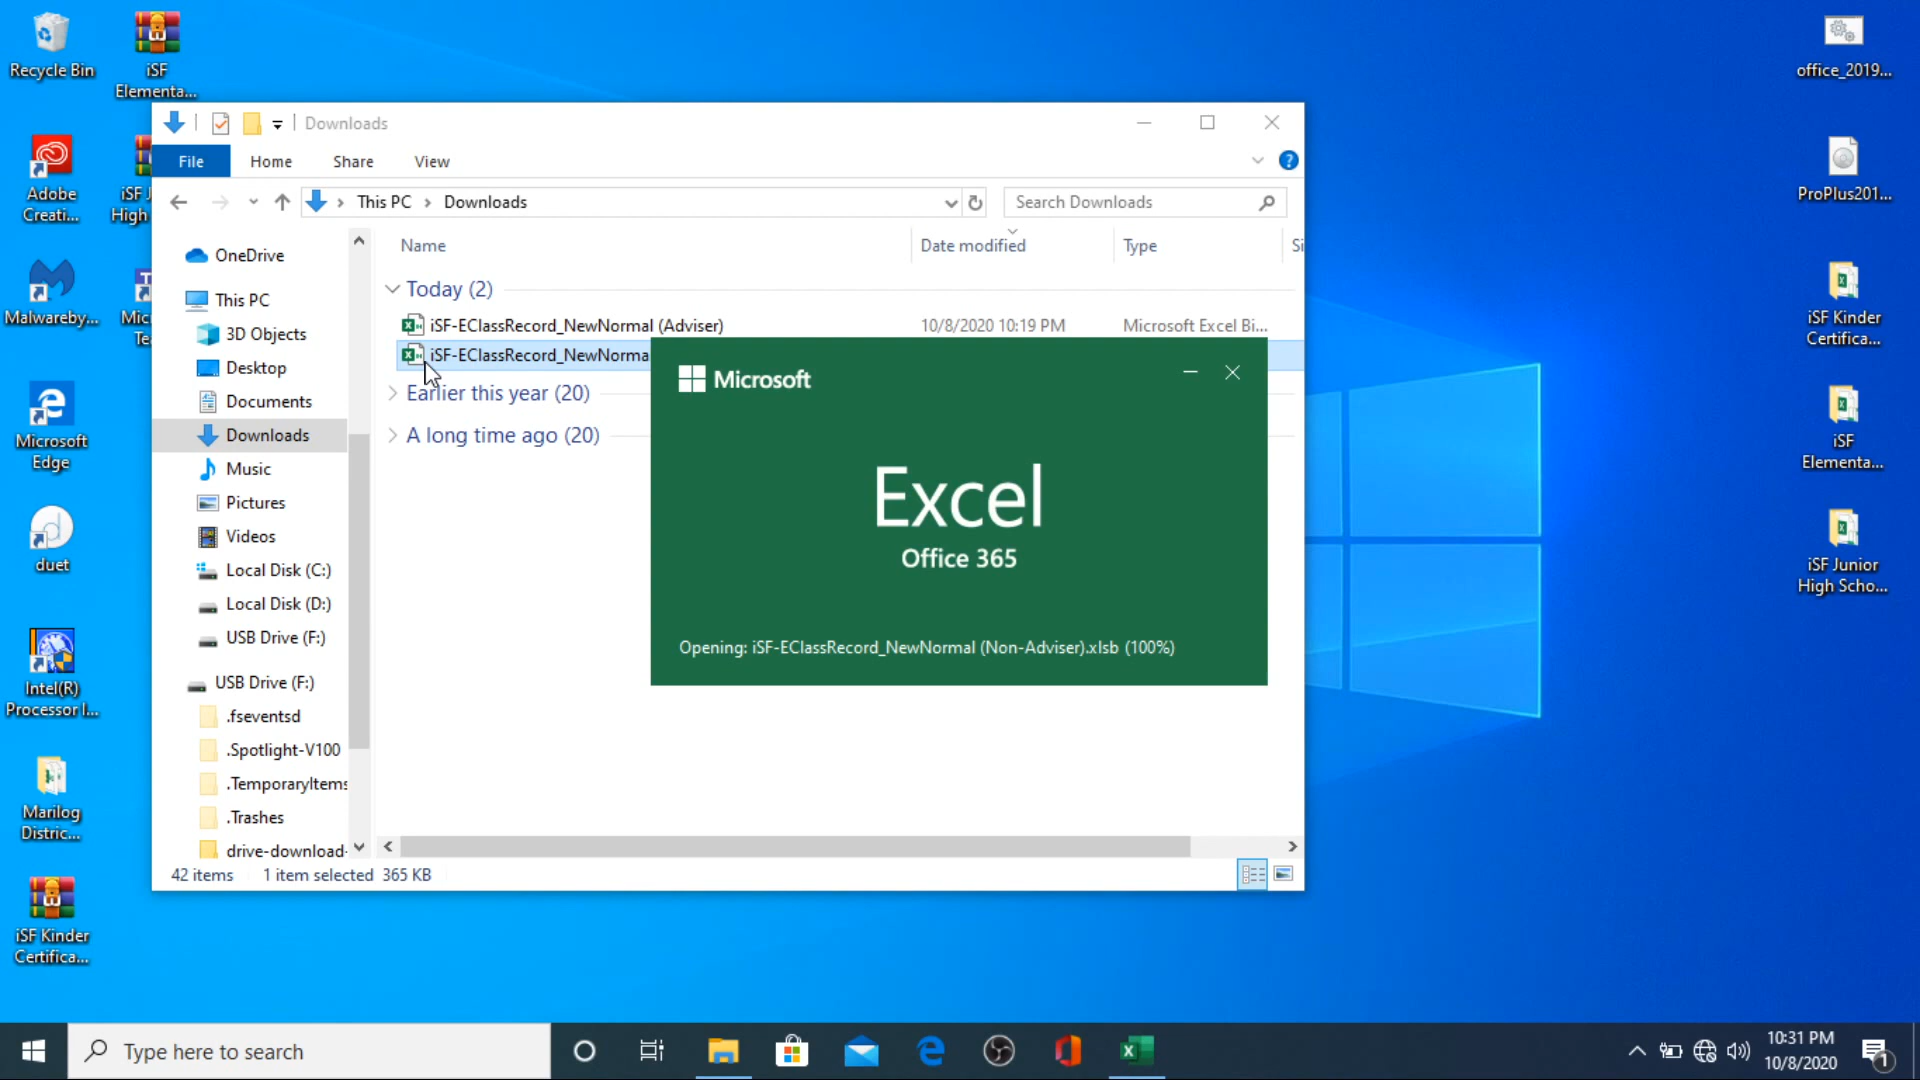 Recycle Bin
iSF
Elementa...
office_2019...
Adobe
Creati...
iSF J
High
ProPlus201...
Malwareby...
Mic
Te
iSF Kinder
Certifica...
Microsoft
Edge
iSF
Elementa...
duet
iSF Junior
High Scho...
Intel(R)
Processor I...
Marilog
Distric...
iSF Kinder
Certifica...
Downloads
File Home Share View
This PC Downloads
Search Downloads
Name Date modified Type Si
OneDrive
This PC
3D Objects
Desktop
Documents
Downloads
Music
Pictures
Videos
Local Disk (C:)
Local Disk (D:)
USB Drive (F:)
USB Drive (F:)
.fseventsd
.Spotlight-V100
.TemporaryItems
.Trashes
drive-download-
Today (2)
iSF-EClassRecord_NewNormal (Adviser) 10/8/2020 10:19 PM Microsoft Excel Bi...
iSF-EClassRecord_NewNorma
Earlier this year (20)
A long time ago (20)
Microsoft
Excel
Office 365
Opening: iSF-EClassRecord_NewNormal (Non-Adviser).xlsb (100%)
42 items 1 item selected 365 KB
Type here to search
10:31 PM
10/8/2020
1